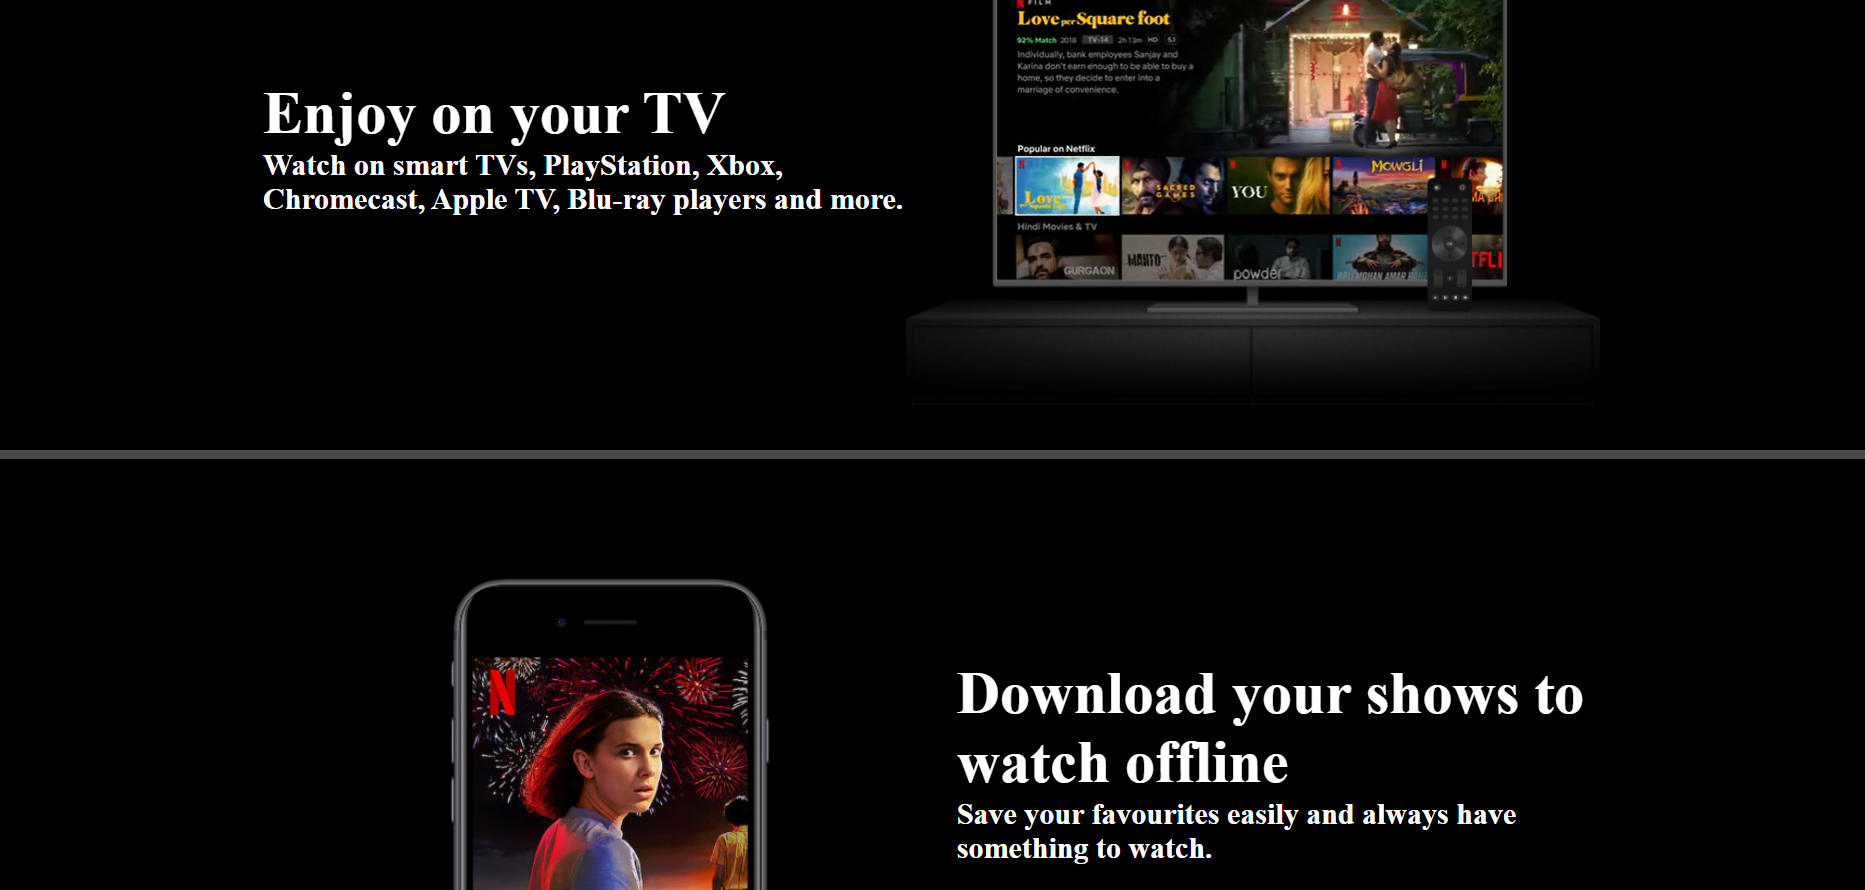 FILM
Love per Square foot
92% Match 2018 TV-14 2h 13m HD 5.1
Individually, bank employees Sanjay and
Karina don't earn enough to be able to buy a
home, so they decide to enter into a
marriage of convenience.
Enjoy on your TV
Watch on smart TVs, PlayStation, Xbox,
Chromecast, Apple TV, Blu-ray players and more.
Popular on Netflix
Love per Square Foot
SACRED GAMES
YOU
MOWGLI
Hindi Movies & TV
GURGAON
MANTO
powder
N
Download your shows to
watch offline
Save your favourites easily and always have
something to watch.